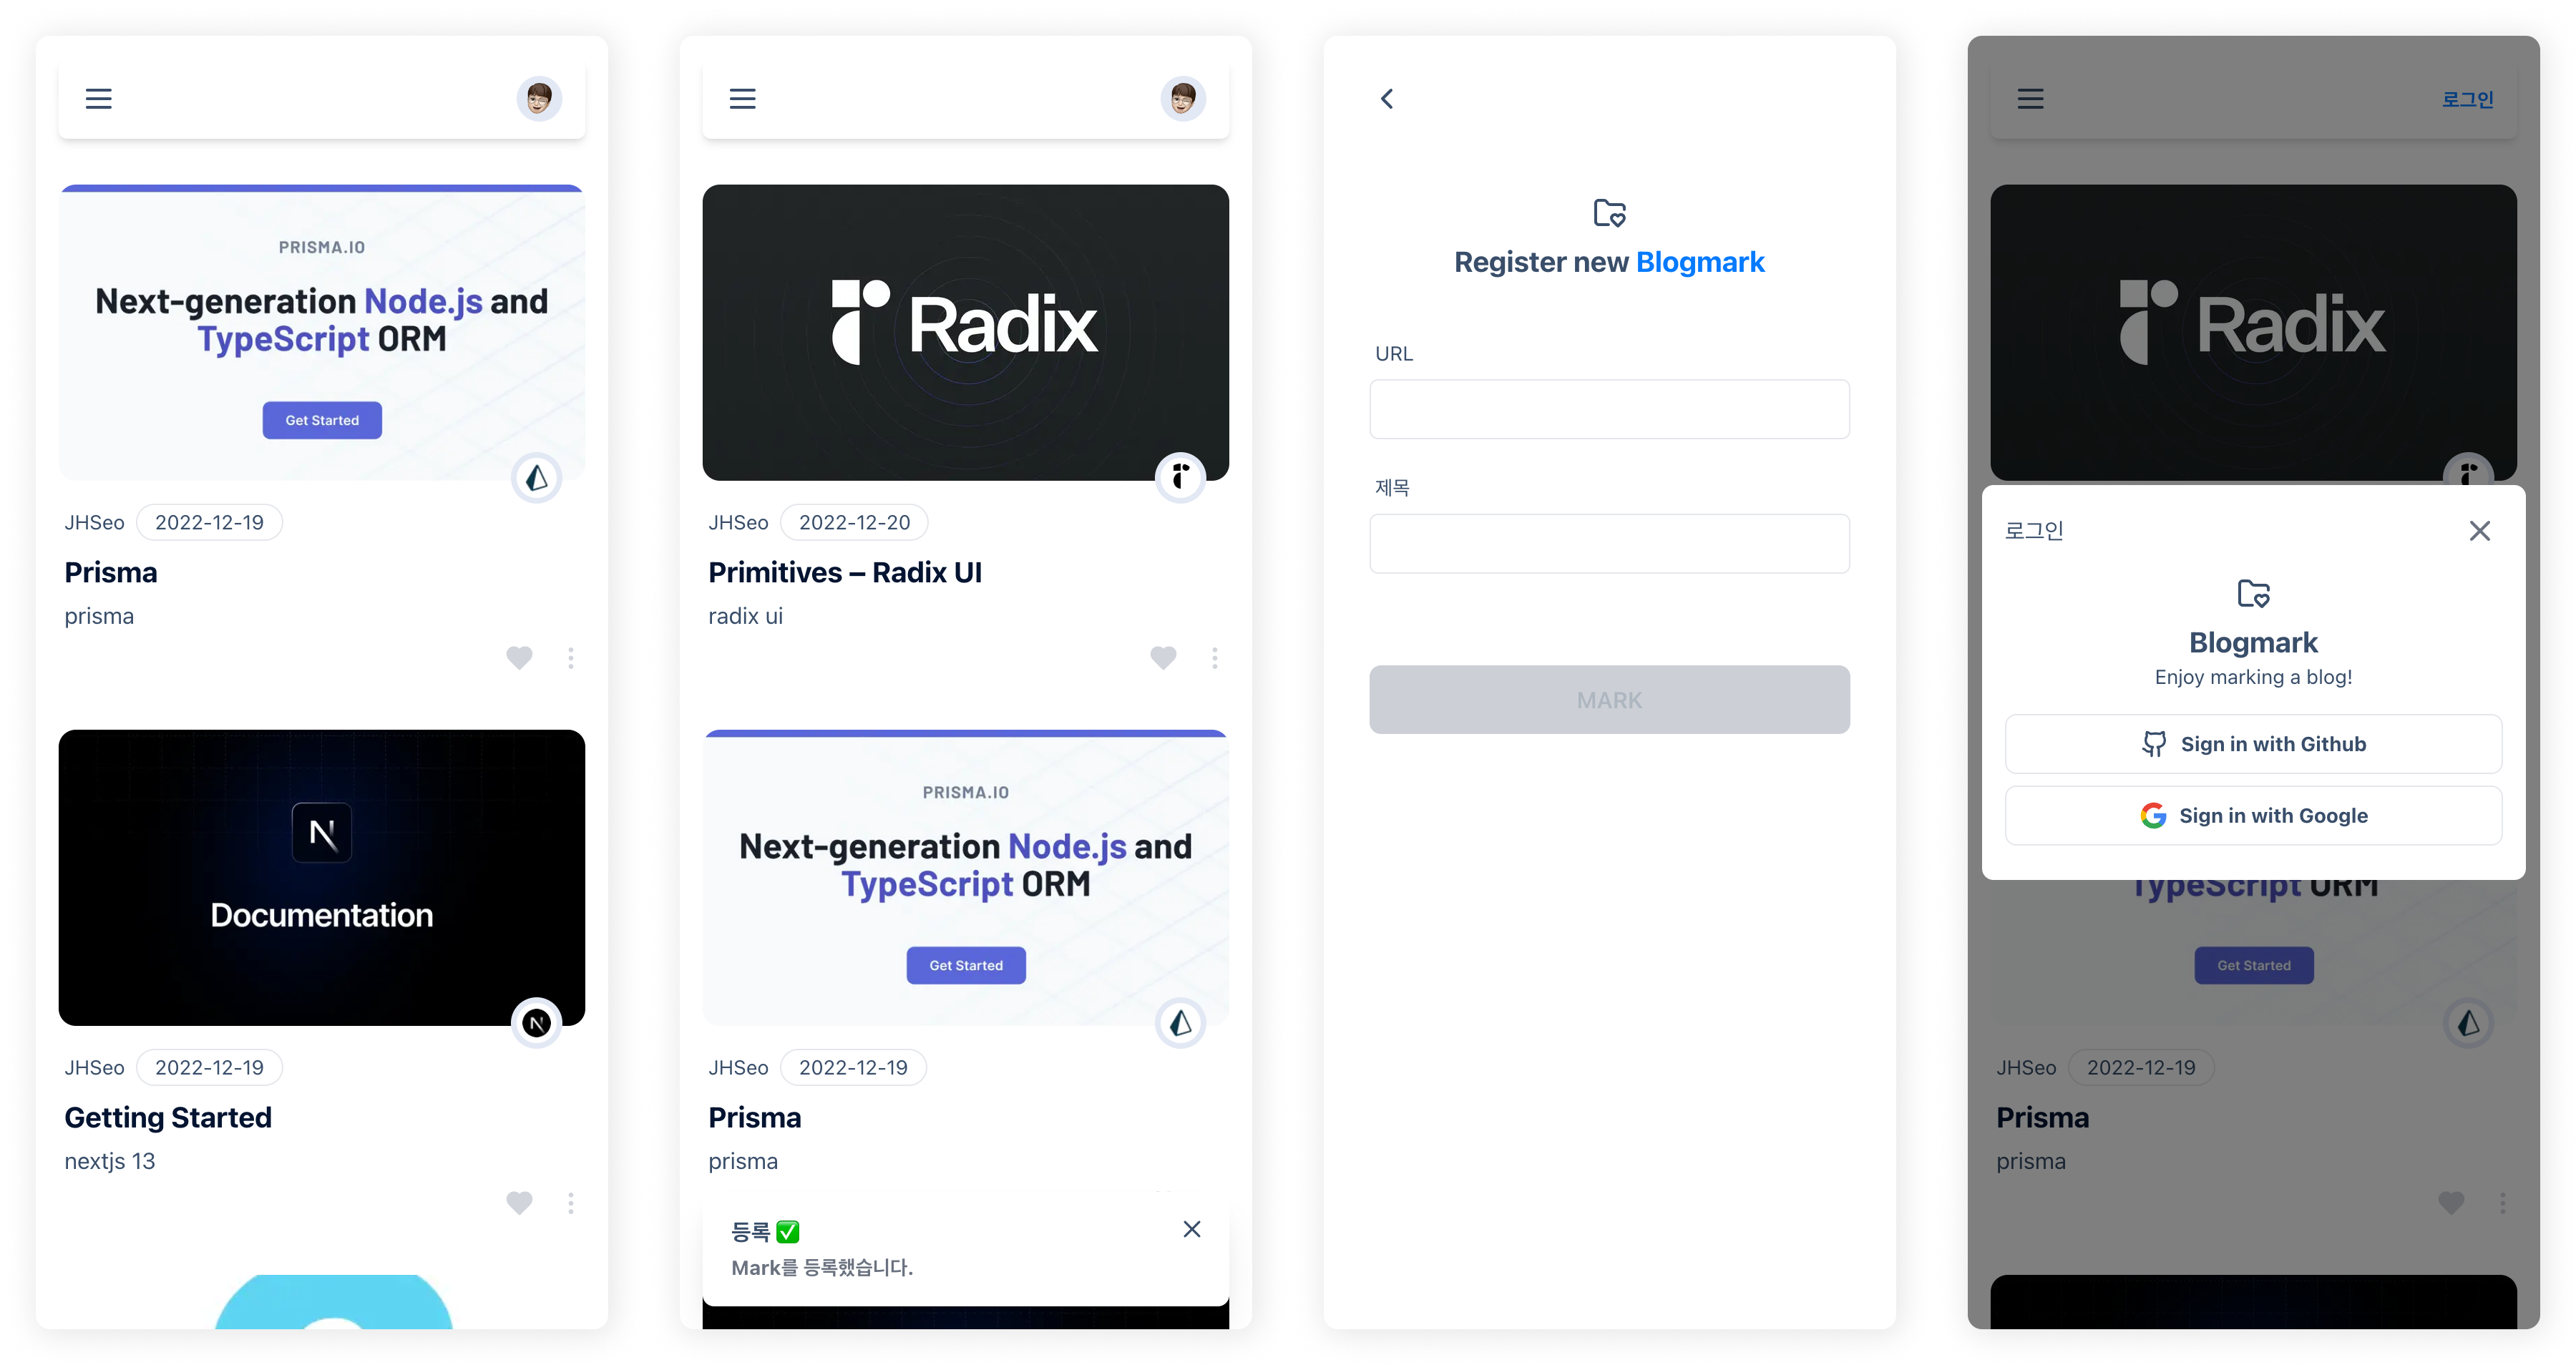 PRISMA.IO
Next-generation Node.js and
TypeScript ORM
Get Started
JHSeo 2022-12-19
Prisma
prisma
N
Documentation
N
JHSeo 2022-12-19
Getting Started
nextjs 13
Radix
JHSeo 2022-12-20
Primitives – Radix UI
radix ui
PRISMA.IO
Next-generation Node.js and
TypeScript ORM
Get Started
JHSeo 2022-12-19
Prisma
prisma
등록 ✅
Mark를 등록했습니다.
Register new Blogmark
URL
제목
MARK
로그인
Radix
로그인
Blogmark
Enjoy marking a blog!
Sign in with Github
Sign in with Google
TypeScript ORM
Get Started
JHSeo 2022-12-19
Prisma
prisma